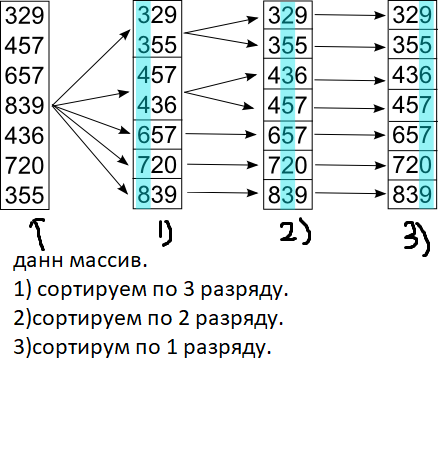 329 329 329 329
457 355 355 355
657 457 436 436
839 436 457 457
436 657 657 657
720 720 720 720
355 839 839 839
1) 2) 3)
данн массив.
1) сортируем по 3 разряду.
2)сортируем по 2 разряду.
3)сортирум по 1 разряду.